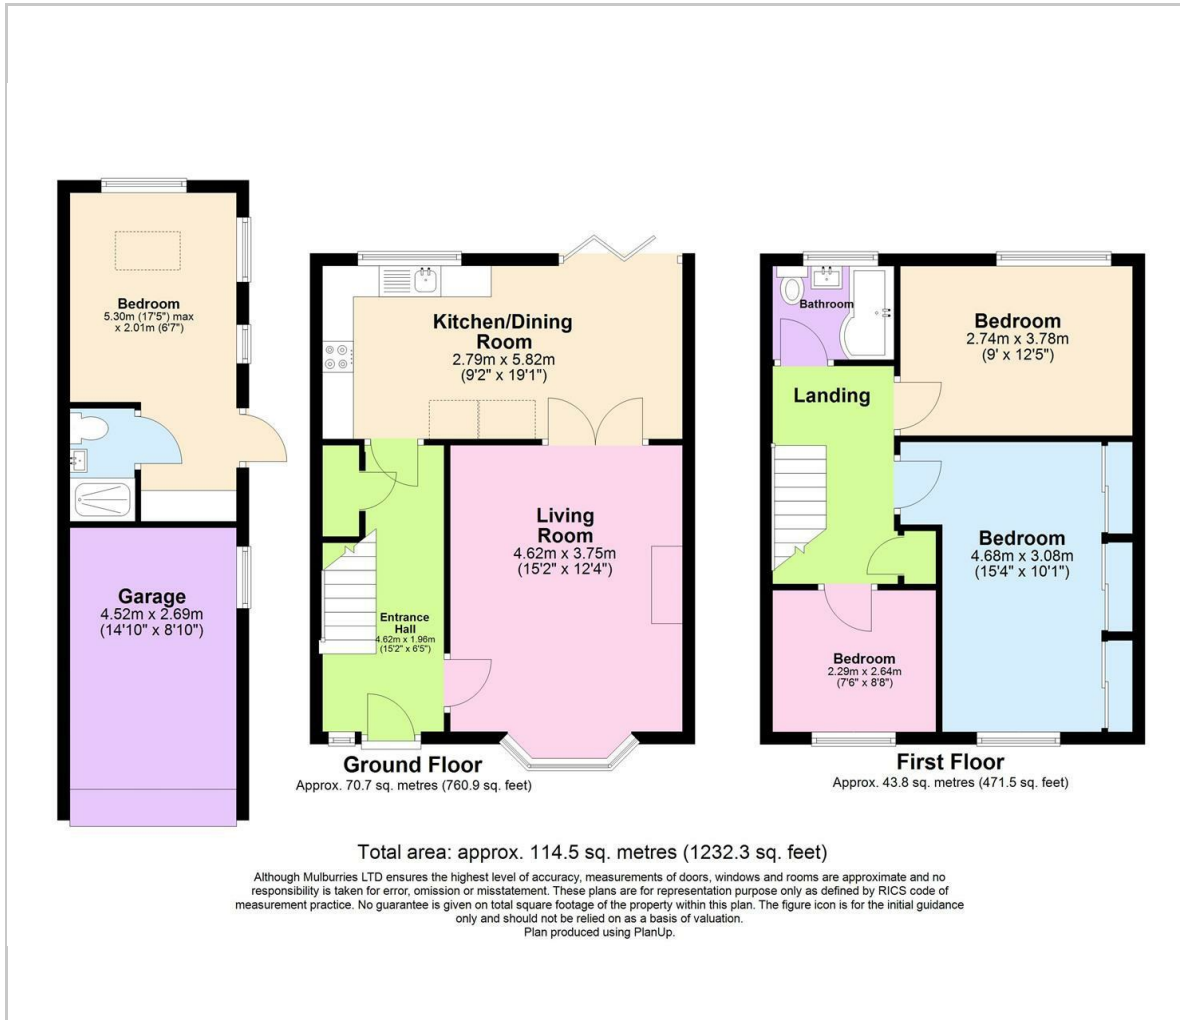 Bedroom
5.30m (17'5") max
x 2.01m (6'7")
Garage
4.52m x 2.69m
(14'10" x 8'10")
Kitchen/Dining
Room
2.79m x 5.82m
(9'2" x 19'1")
Living
Room
4.62m x 3.75m
(15'2" x 12'4")
Entrance
Hall
4.62m x 1.96m
(15'2" x 6'5")
Ground Floor
Approx. 70.7 sq. metres (760.9 sq. feet)
Bathroom
Bedroom
2.74m x 3.78m
(9' x 12'5")
Landing
Bedroom
4.68m x 3.08m
(15'4" x 10'1")
Bedroom
2.29m x 2.64m
(7'6" x 8'8")
First Floor
Approx. 43.8 sq. metres (471.5 sq. feet)
Total area: approx. 114.5 sq. metres (1232.3 sq. feet)
Although Mulburries LTD ensures the highest level of accuracy, measurements of doors, windows and rooms are approximate and no
responsibility is taken for error, omission or misstatement. These plans are for representation purpose only as defined by RICS code of
measurement practice. No guarantee is given on total square footage of the property within this plan. The figure icon is for the initial guidance
only and should not be relied on as a basis of valuation.
Plan produced using PlanUp.